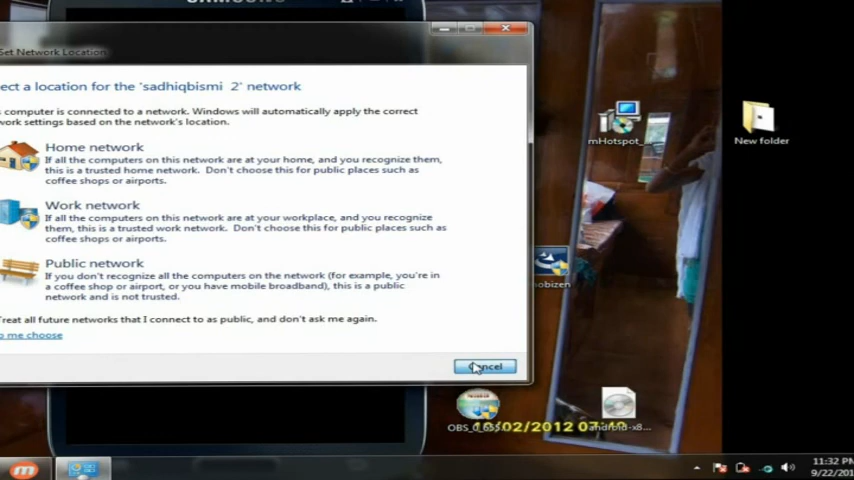 SAMSUNG
Set Network Location
ect a location for the 'sadhiqbismi 2' network
s computer is connected to a network. Windows will automatically apply the correct
work settings based on the network's location.
Home network
If all the computers on this network are at your home, and you recognize them,
this is a trusted home network. Don't choose this for public places such as
coffee shops or airports.
Work network
If all the computers on this network are at your workplace, and you recognize
them, this is a trusted work network. Don't choose this for public places such as
coffee shops or airports.
Public network
If you don't recognize all the computers on the network (for example, you're in
a coffee shop or airport, or you have mobile broadband), this is a public
network and is not trusted.
Treat all future networks that I connect to as public, and don't ask me again.
p me choose
Cancel
mHotspot_
New folder
mobizen
android-x8...
11:32 PM
9/22/201